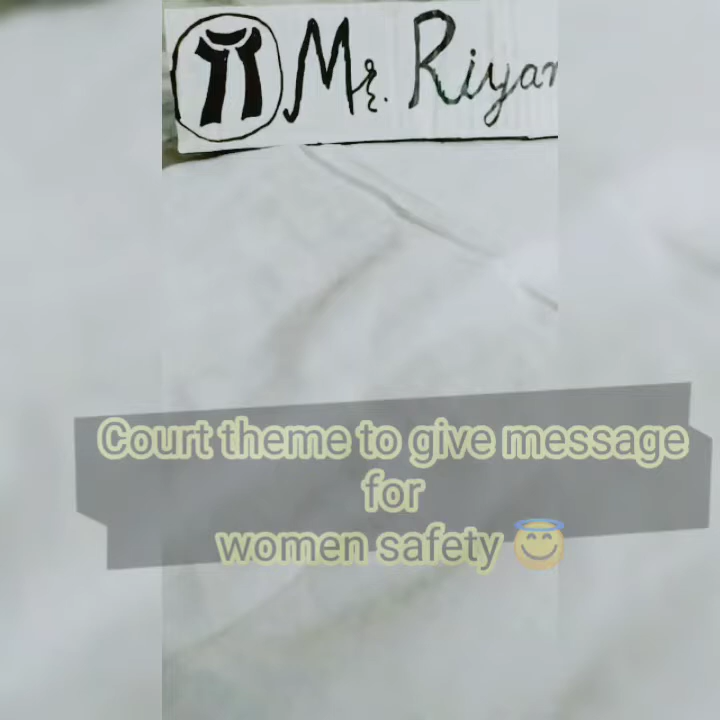 Mr. Riyan
Court theme to give message
for
women safety 😇